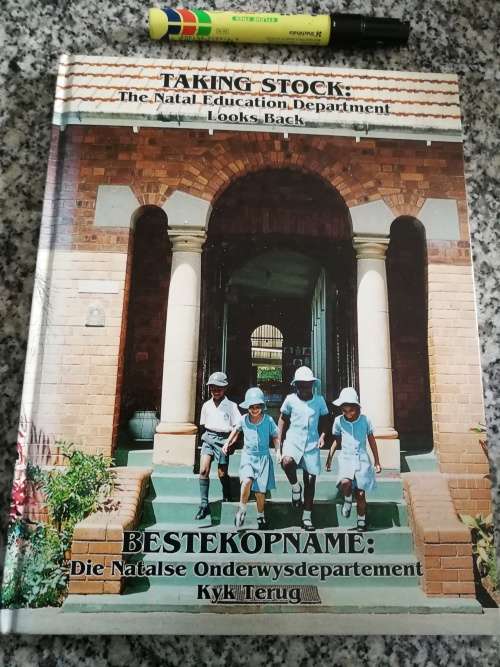 TAKING STOCK:
The Natal Education Department
Looks Back
BESTEKOPNAME:
Die Natalse Onderwysdepartement
Kyk Terug